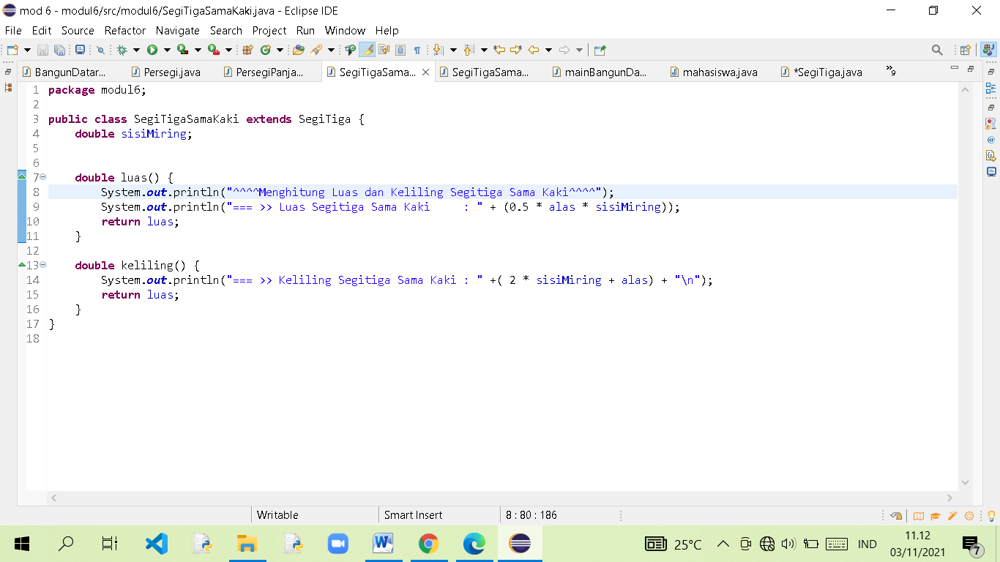 mod 6 - modul6/src/modul6/SegiTigaSamaKaki.java - Eclipse IDE
File Edit Source Refactor Navigate Search Project Run Window Help
BangunDatar... Persegi.java PersegiPanja... SegiTigaSama... SegiTigaSama... mainBangunDa... mahasiswa.java *SegiTiga.java »9
1 package modul6;
2
3 public class SegiTigaSamaKaki extends SegiTiga {
4     double sisiMiring;
5
6
7     double luas() {
8         System.out.println("^^^^Menghitung Luas dan Keliling Segitiga Sama Kaki^^^^");
9         System.out.println("=== >> Luas Segitiga Sama Kaki     : " + (0.5 * alas * sisiMiring));
10         return luas;
11     }
12
13     double keliling() {
14         System.out.println("=== >> Keliling Segitiga Sama Kaki : " +( 2 * sisiMiring + alas) + "\n");
15         return luas;
16     }
17 }
18
Writable Smart Insert 8 : 80 : 186
25°C IND 11.12
03/11/2021 7